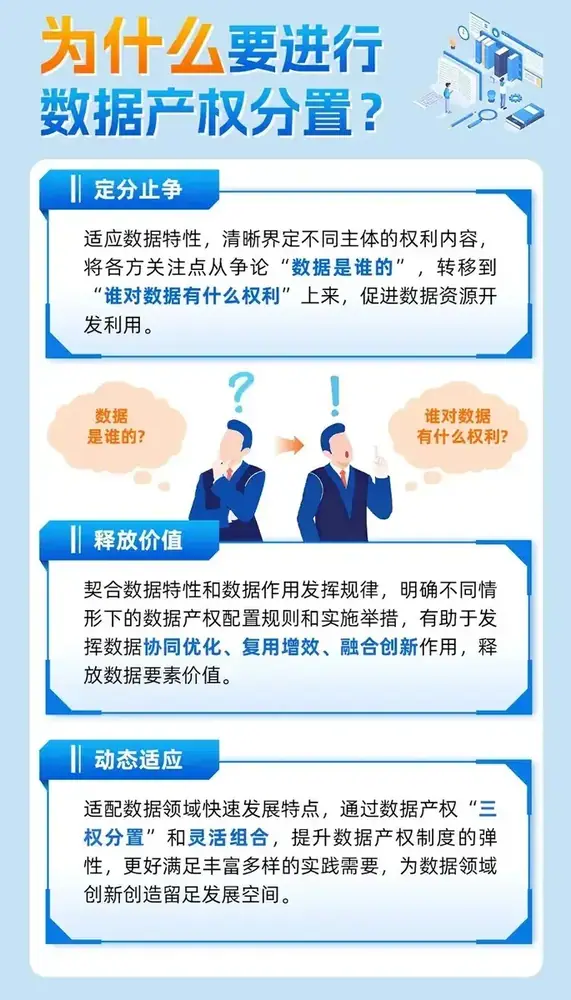 为什么要进行
数据产权分置？
定分止争
适应数据特性，清晰界定不同主体的权利内容，
将各方关注点从争论“数据是谁的”，转移到
“谁对数据有什么权利”上来，促进数据资源开
发利用。
?
!
数据
是谁的?
谁对数据
有什么权利?
释放价值
契合数据特性和数据作用发挥规律，明确不同情
形下的数据产权配置规则和实施举措，有助于发
挥数据协同优化、复用增效、融合创新作用，释
放数据要素价值。
动态适应
适配数据领域快速发展特点，通过数据产权“三
权分置”和灵活组合，提升数据产权制度的弹
性，更好满足丰富多样的实践需要，为数据领域
创新创造留足发展空间。